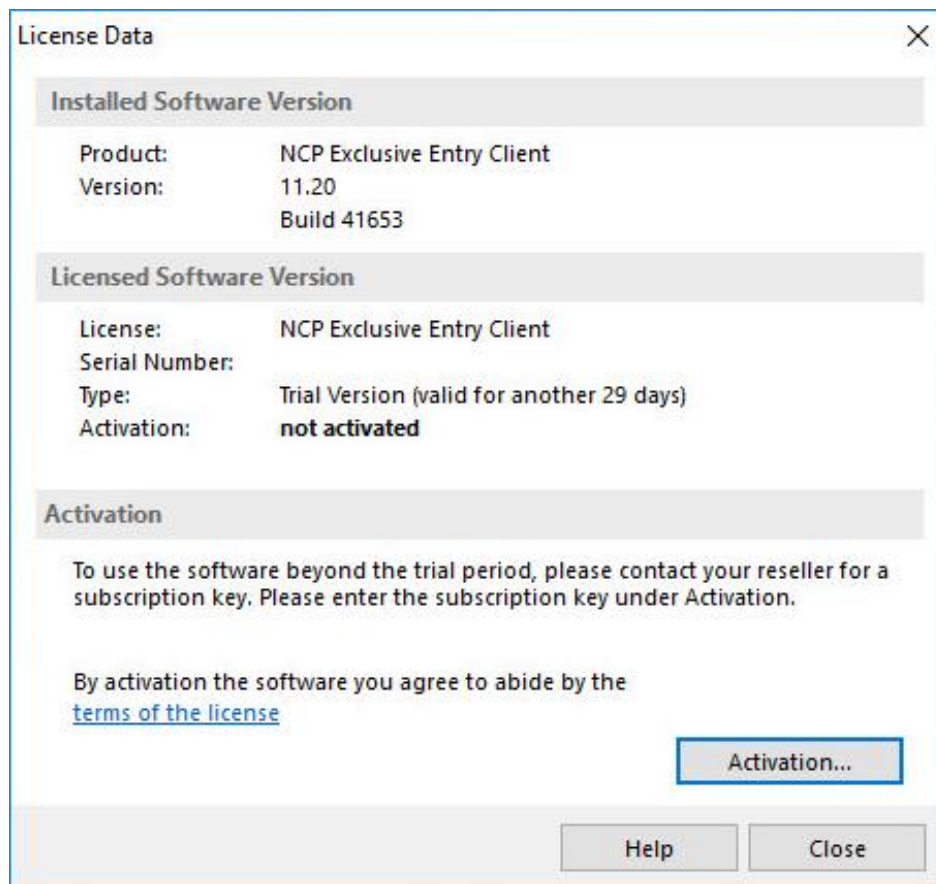 License Data
Installed Software Version
Product: NCP Exclusive Entry Client
Version: 11.20
Build 41653
Licensed Software Version
License: NCP Exclusive Entry Client
Serial Number:
Type: Trial Version (valid for another 29 days)
Activation: not activated
Activation
To use the software beyond the trial period, please contact your reseller for a
subscription key. Please enter the subscription key under Activation.
By activation the software you agree to abide by the
terms of the license
Activation...
Help Close